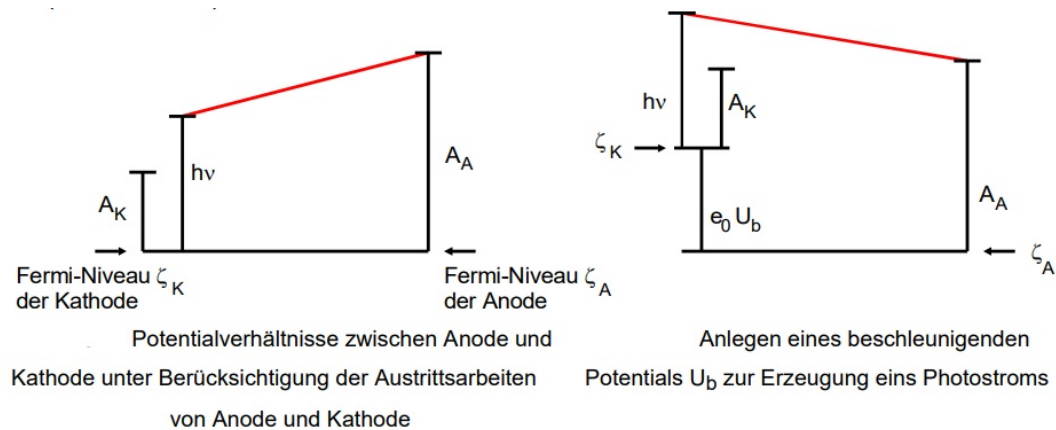 hν
A_K
A_A
Fermi-Niveau ζ_K
der Kathode
Fermi-Niveau ζ_A
der Anode
Potentialverhältnisse zwischen Anode und
Kathode unter Berücksichtigung der Austrittsarbeiten
von Anode und Kathode
hν
A_K
ζ_K
e₀ U_b
A_A
ζ_A
Anlegen eines beschleunigenden
Potentials U_b zur Erzeugung eins Photostroms